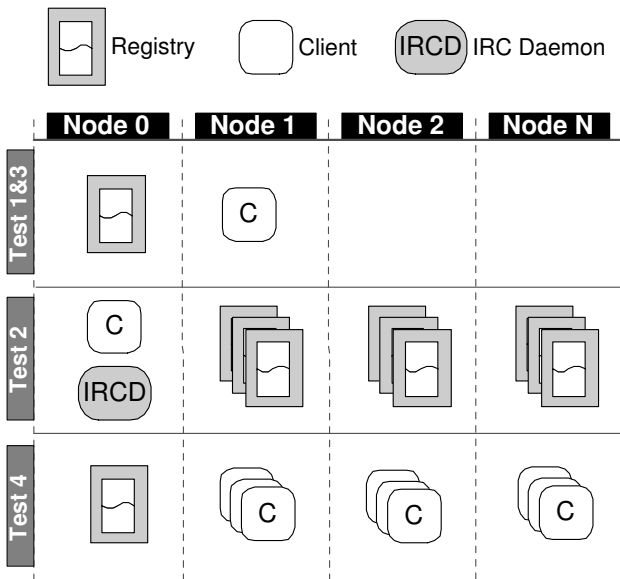 Registry
Client
IRCD IRC Daemon
Node 0 Node 1 Node 2 Node N
Test 1&3
C
Test 2
C
IRCD
Test 4
C C C